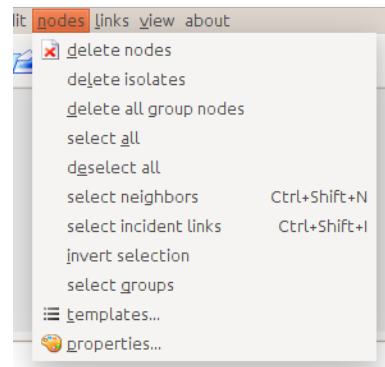 lit nodes links view about
delete nodes
delete isolates
delete all group nodes
select all
deselect all
select neighbors Ctrl+Shift+N
select incident links Ctrl+Shift+I
invert selection
select groups
templates...
properties...